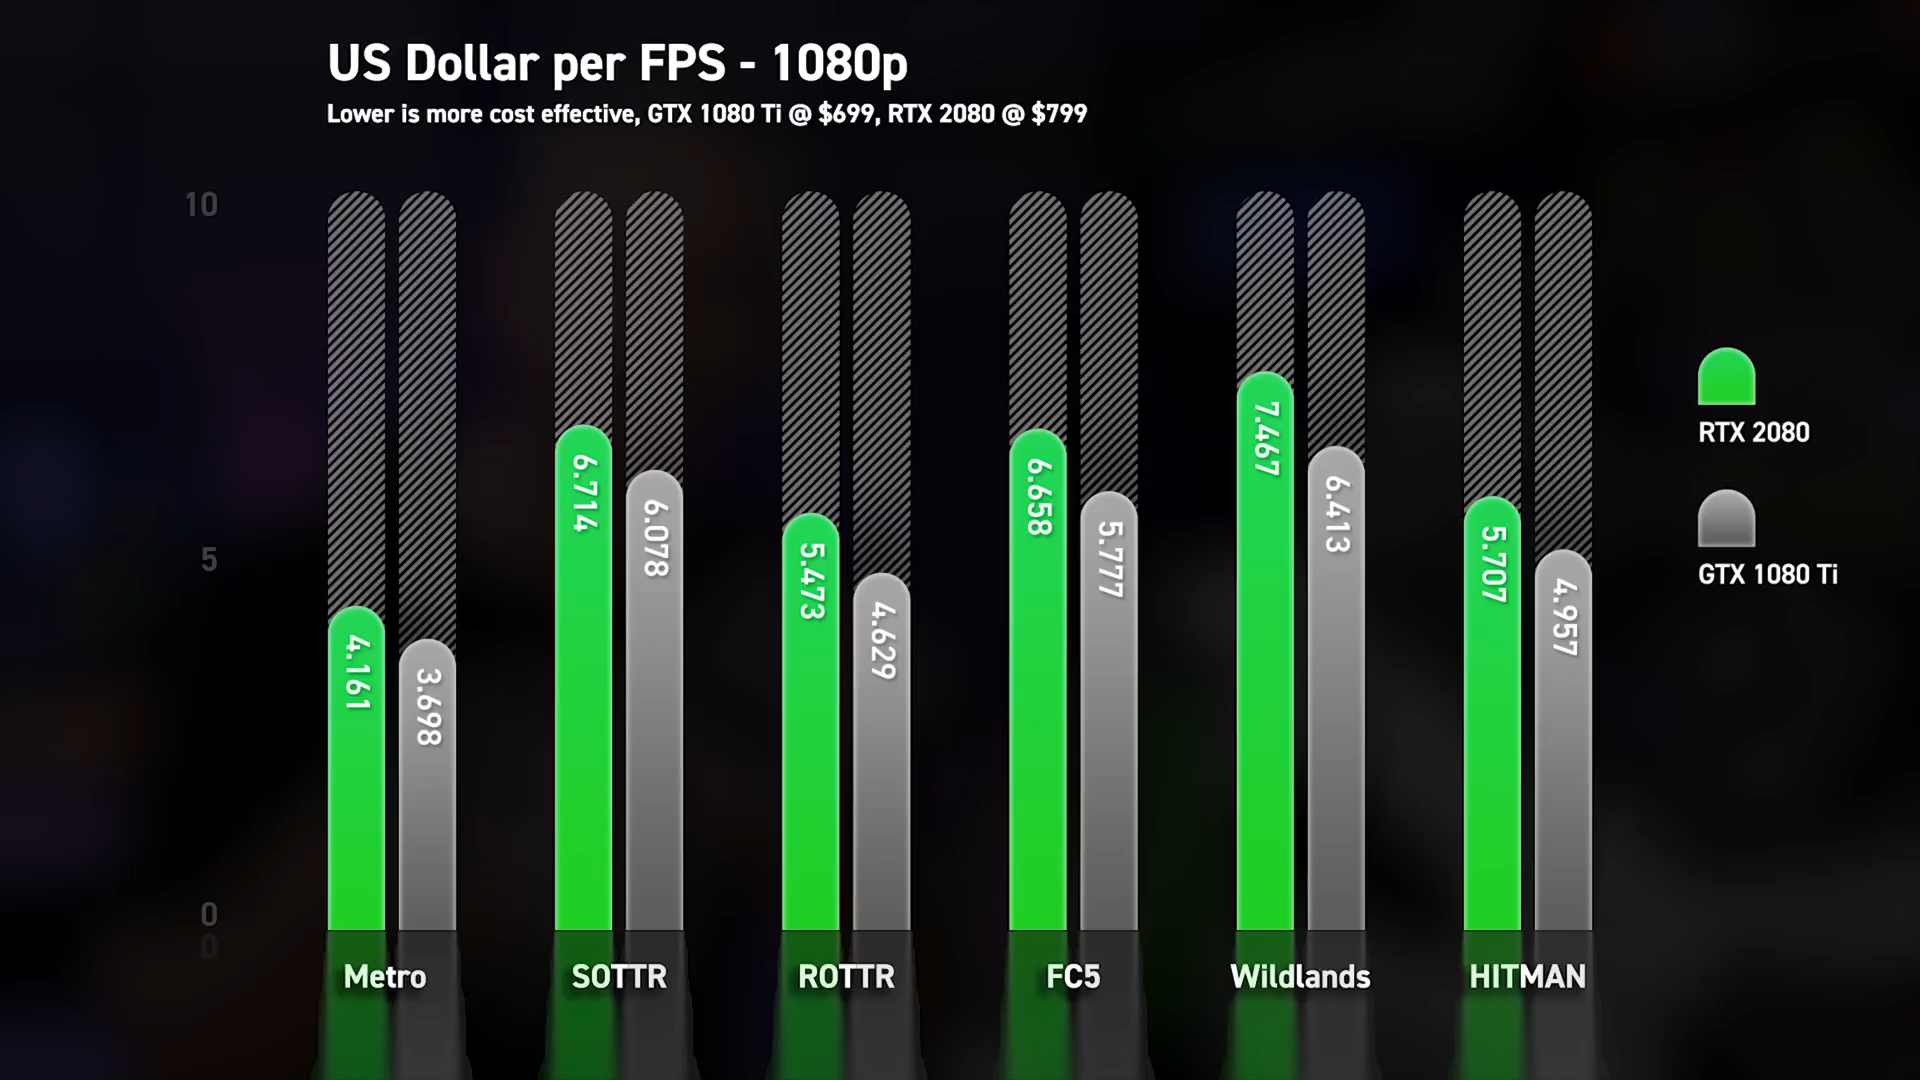 US Dollar per FPS - 1080p
Lower is more cost effective, GTX 1080 Ti @ $699, RTX 2080 @ $799
10
5
0
0
4.161
3.698
6.714
6.078
5.473
4.629
6.658
5.777
7.467
6.413
5.707
4.957
Metro
SOTTR
ROTTR
FC5
Wildlands
HITMAN
RTX 2080
GTX 1080 Ti